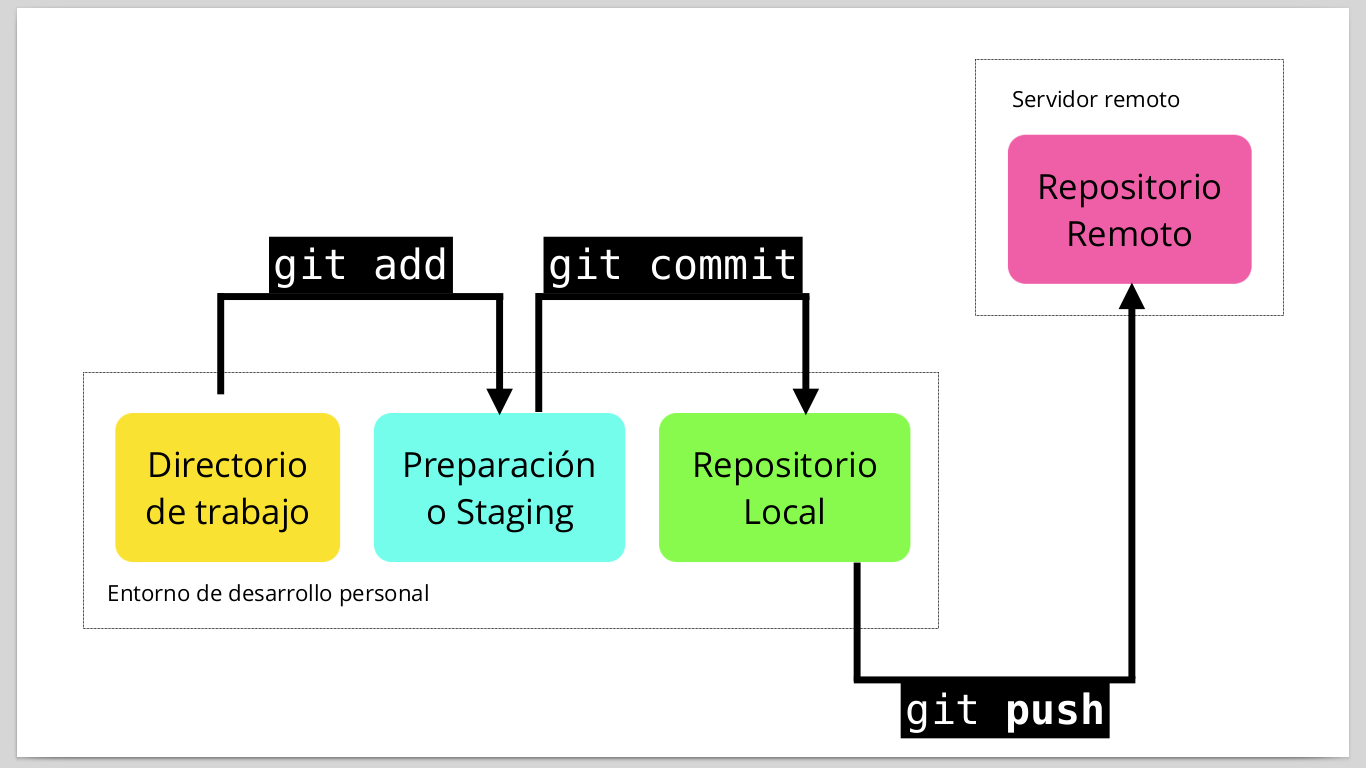 Servidor remoto
Repositorio
Remoto
git add
git commit
Directorio
de trabajo
Preparación
o Staging
Repositorio
Local
Entorno de desarrollo personal
git push